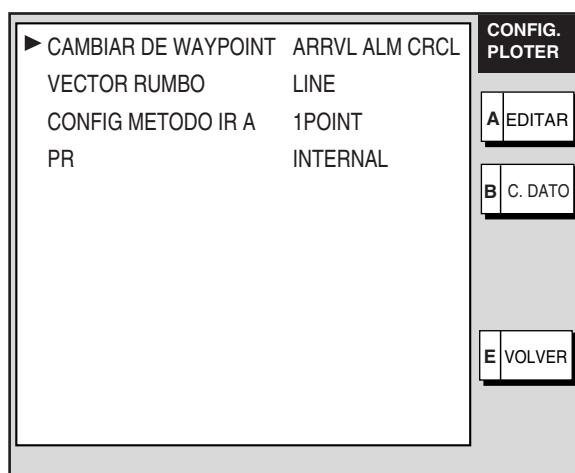 CONFIG.
PLOTER
▶ CAMBIAR DE WAYPOINT ARRVL ALM CRCL
VECTOR RUMBO LINE
CONFIG METODO IR A 1POINT
PR INTERNAL
A EDITAR
B C. DATO
E VOLVER